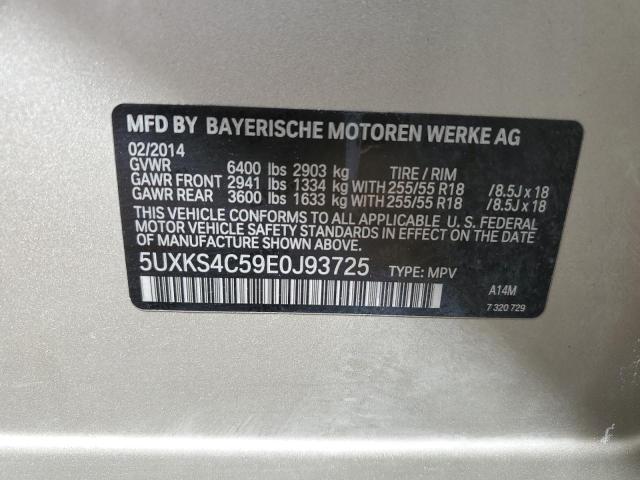 MFD BY BAYERISCHE MOTOREN WERKE AG
02/2014
GVWR 6400 lbs 2903 kg TIRE / RIM
GAWR FRONT 2941 lbs 1334 kg WITH 255/55 R18 /8.5J x 18
GAWR REAR 3600 lbs 1633 kg WITH 255/55 R18 /8.5J x 18
THIS VEHICLE CONFORMS TO ALL APPLICABLE U. S. FEDERAL
MOTOR VEHICLE SAFETY STANDARDS IN EFFECT ON THE DATE
OF MANUFACTURE SHOWN ABOVE.
5UXKS4C59E0J93725 TYPE: MPV
A14M
7 320 729